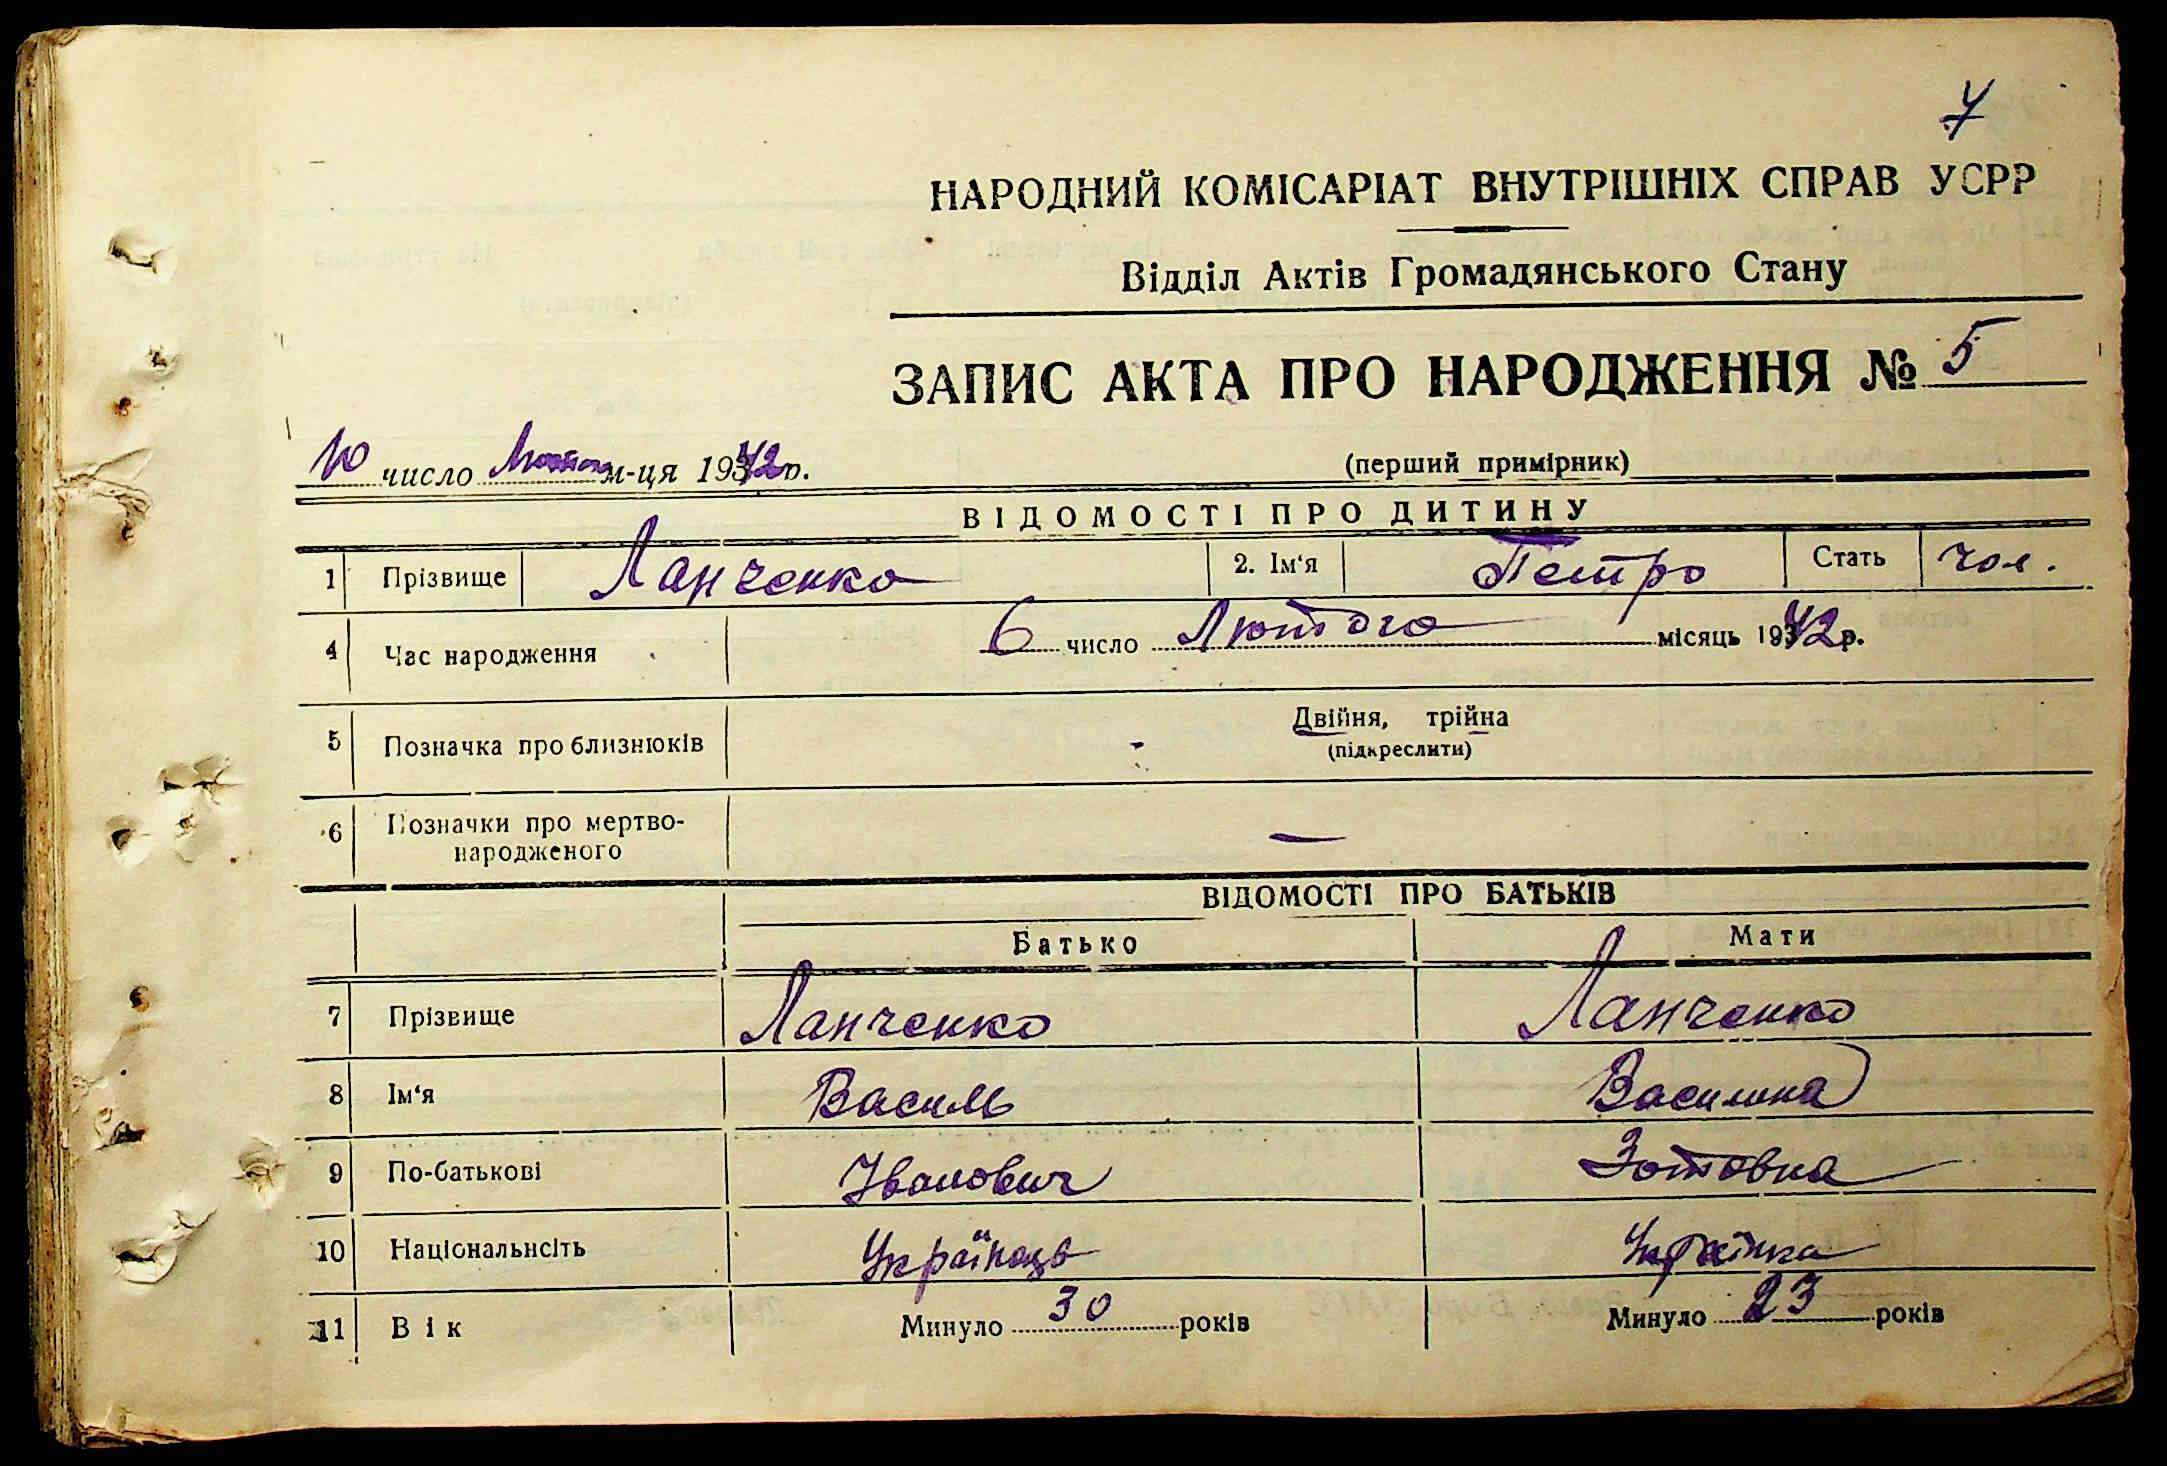 7
НАРОДНИЙ КОМІСАРІАТ ВНУТРІШНІХ СПРАВ УСРР
Відділ Актів Громадянського Стану
ЗАПИС АКТА ПРО НАРОДЖЕННЯ № 5
10 число Лютого м-ця 1942 р. (перший примірник)
ВІДОМОСТІ ПРО ДИТИНУ
1 Прізвище Ланченко 2. Ім‘я Петро Стать чол.
4 Час народження 6 число Лютого місяць 1942 р.
5 Позначка про близнюків - Двійня, трійна
(підкреслити)
6 Позначки про мертво-
народженого —
ВІДОМОСТІ ПРО БАТЬКІВ
Батько Мати
7 Прізвище Ланченко Ланченко
8 Ім‘я Василь Василина
9 По-батькові Іванович Зотовна
10 Національнсіть Українець Українка
11 Вік Минуло 30 років Минуло 23 років